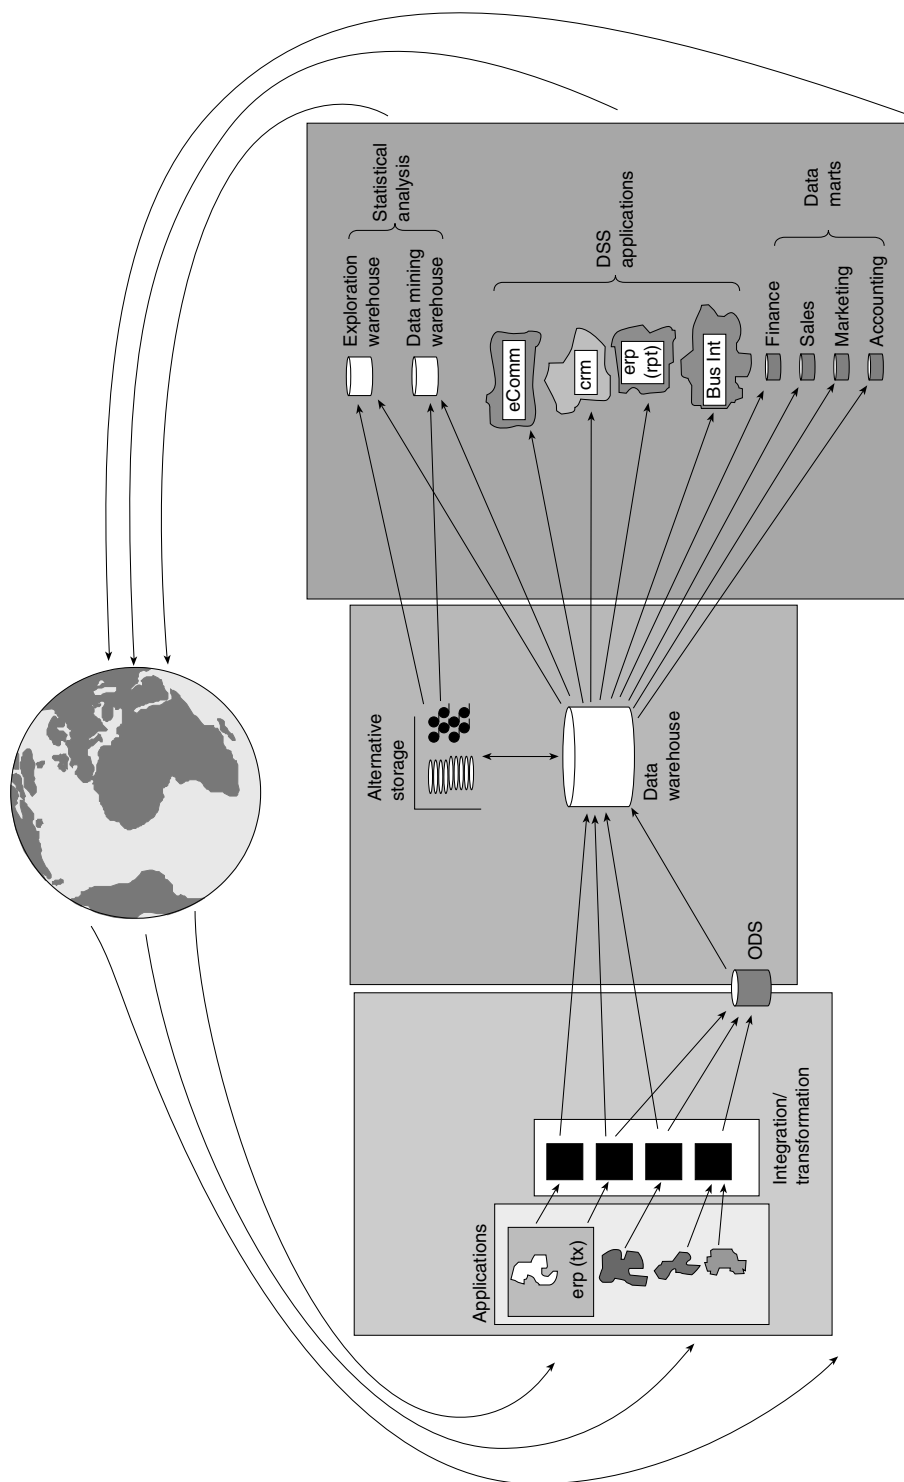 Applications
erp (tx)
Integration/
transformation
ODS
Alternative
storage
Data
warehouse
Exploration
warehouse
Data mining
warehouse
Statistical
analysis
eComm
crm
erp
(rpt)
Bus Int
DSS
applications
Finance
Sales
Marketing
Accounting
Data
marts